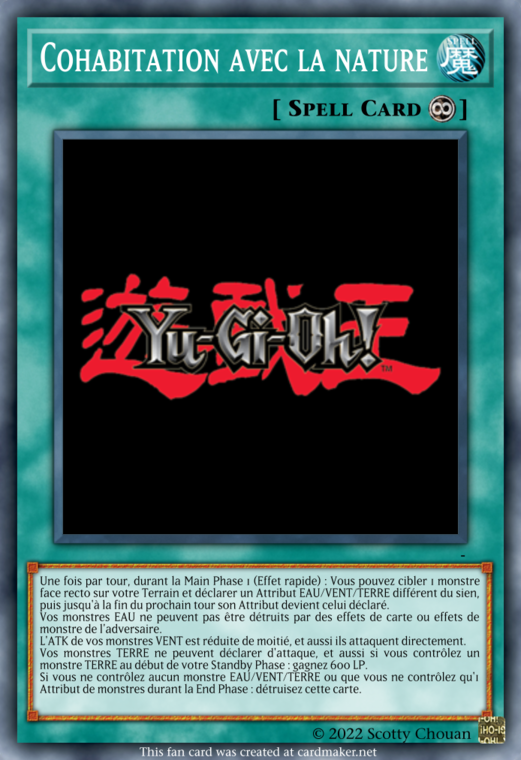 COHABITATION AVEC LA NATURE
SPELL
魔
[ SPELL CARD ]
遊戯王
Yu-Gi-Oh!
TM
-
Une fois par tour, durant la Main Phase 1 (Effet rapide) : Vous pouvez cibler 1 monstre
face recto sur votre Terrain et déclarer un Attribut EAU/VENT/TERRE différent du sien,
puis jusqu'à la fin du prochain tour son Attribut devient celui déclaré.
Vos monstres EAU ne peuvent pas être détruits par des effets de carte ou effets de
monstre de l'adversaire.
L'ATK de vos monstres VENT est réduite de moitié, et aussi ils attaquent directement.
Vos monstres TERRE ne peuvent déclarer d'attaque, et aussi si vous contrôlez un
monstre TERRE au début de votre Standby Phase : gagnez 600 LP.
Si vous ne contrôlez aucun monstre EAU/VENT/TERRE ou que vous ne contrôlez qu'1
Attribut de monstres durant la End Phase : détruisez cette carte.
© 2022 Scotty Chouan
This fan card was created at cardmaker.net